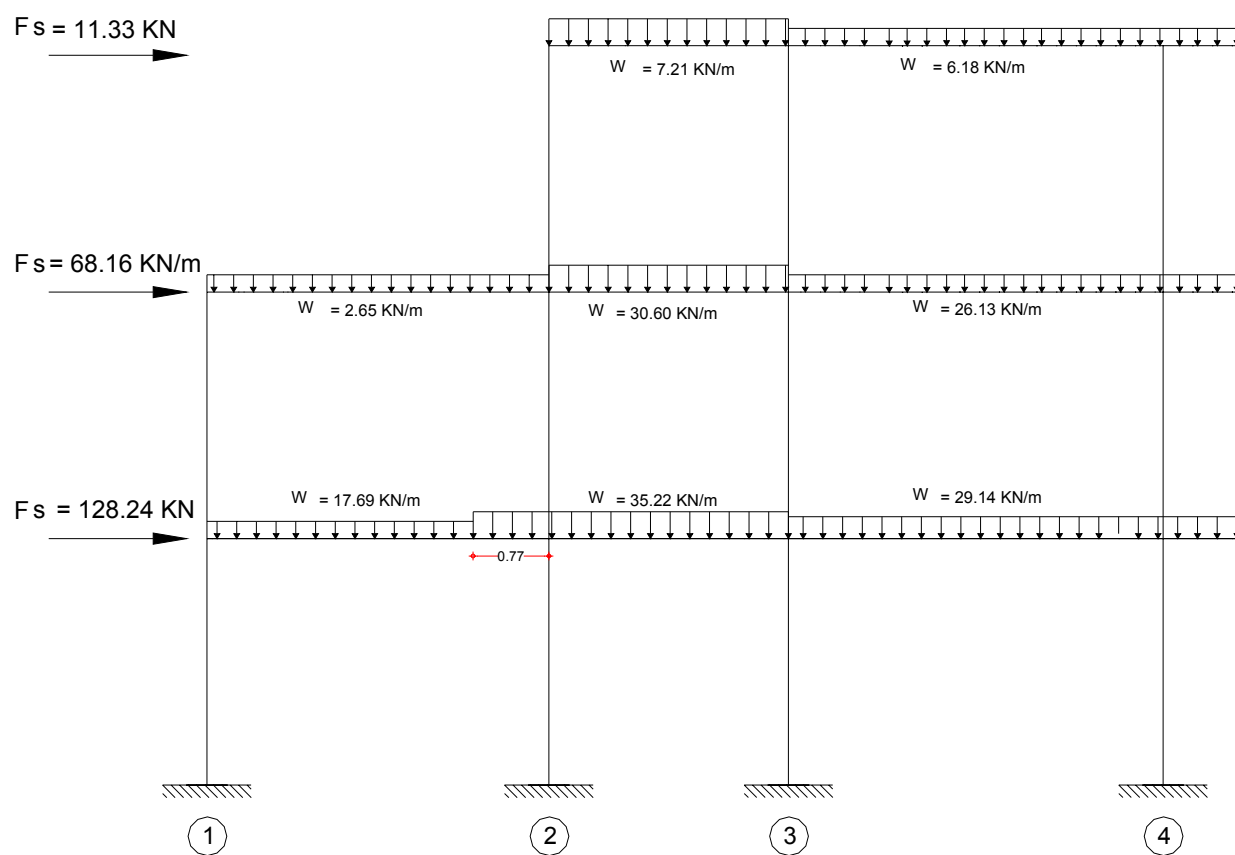 Fs = 11.33 KN
W = 7.21 KN/m
W = 6.18 KN/m
Fs = 68.16 KN/m
W = 2.65 KN/m
W = 30.60 KN/m
W = 26.13 KN/m
Fs = 128.24 KN
W = 17.69 KN/m
W = 35.22 KN/m
W = 29.14 KN/m
0.77
1
2
3
4